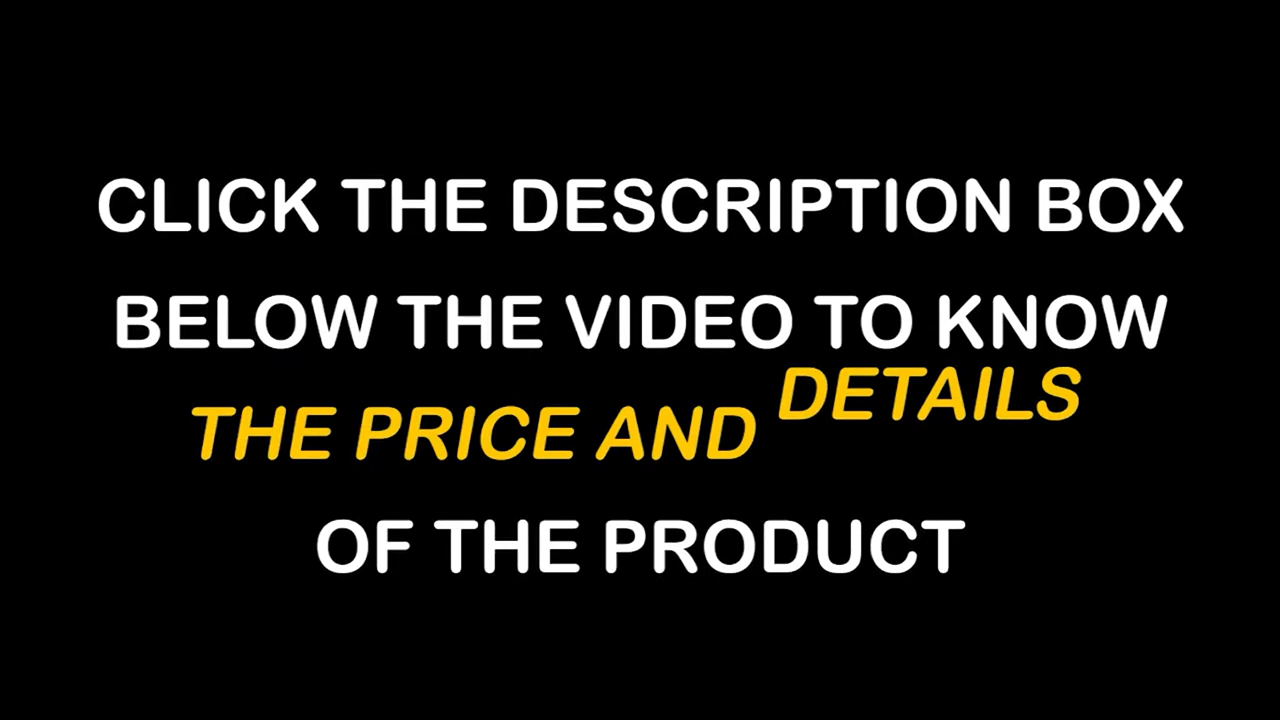 CLICK THE DESCRIPTION BOX
BELOW THE VIDEO TO KNOW
THE PRICE AND DETAILS
OF THE PRODUCT